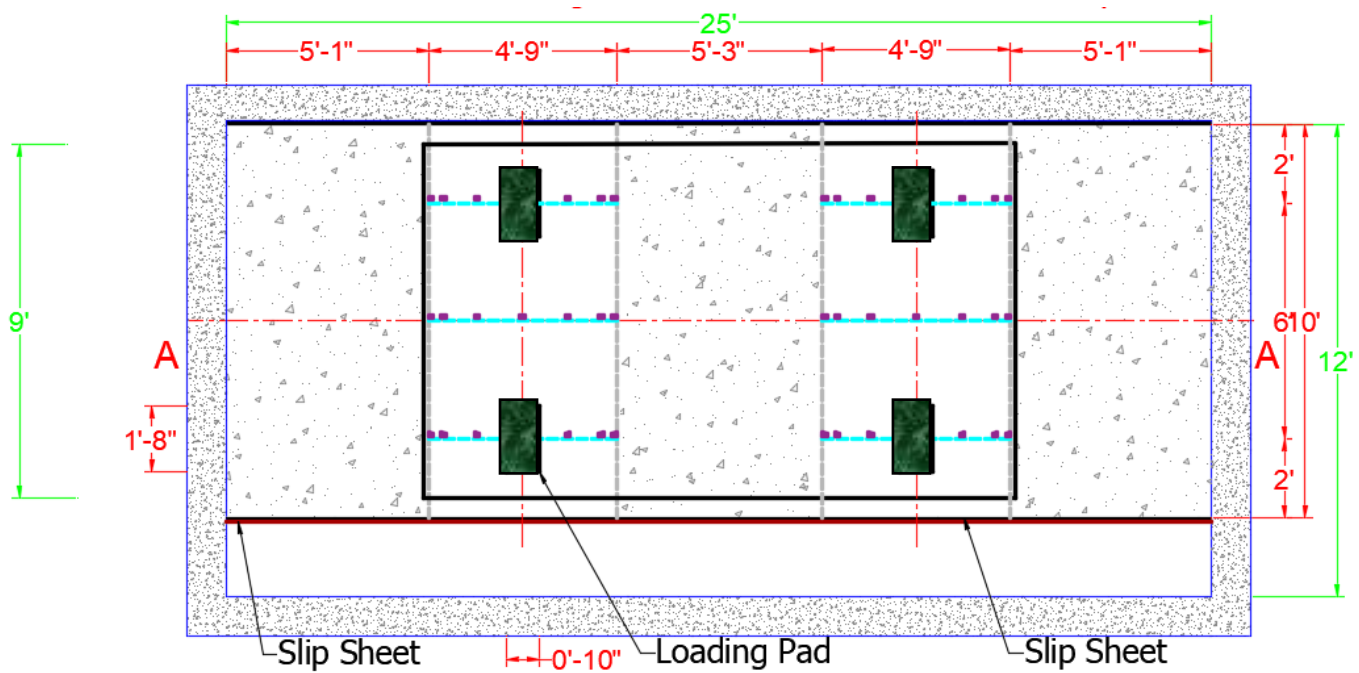 25'
5'-1" 4'-9" 5'-3" 4'-9" 5'-1"
2'
9'
6' 10'
12'
A A
1'-8"
2'
Slip Sheet 0'-10" Loading Pad Slip Sheet